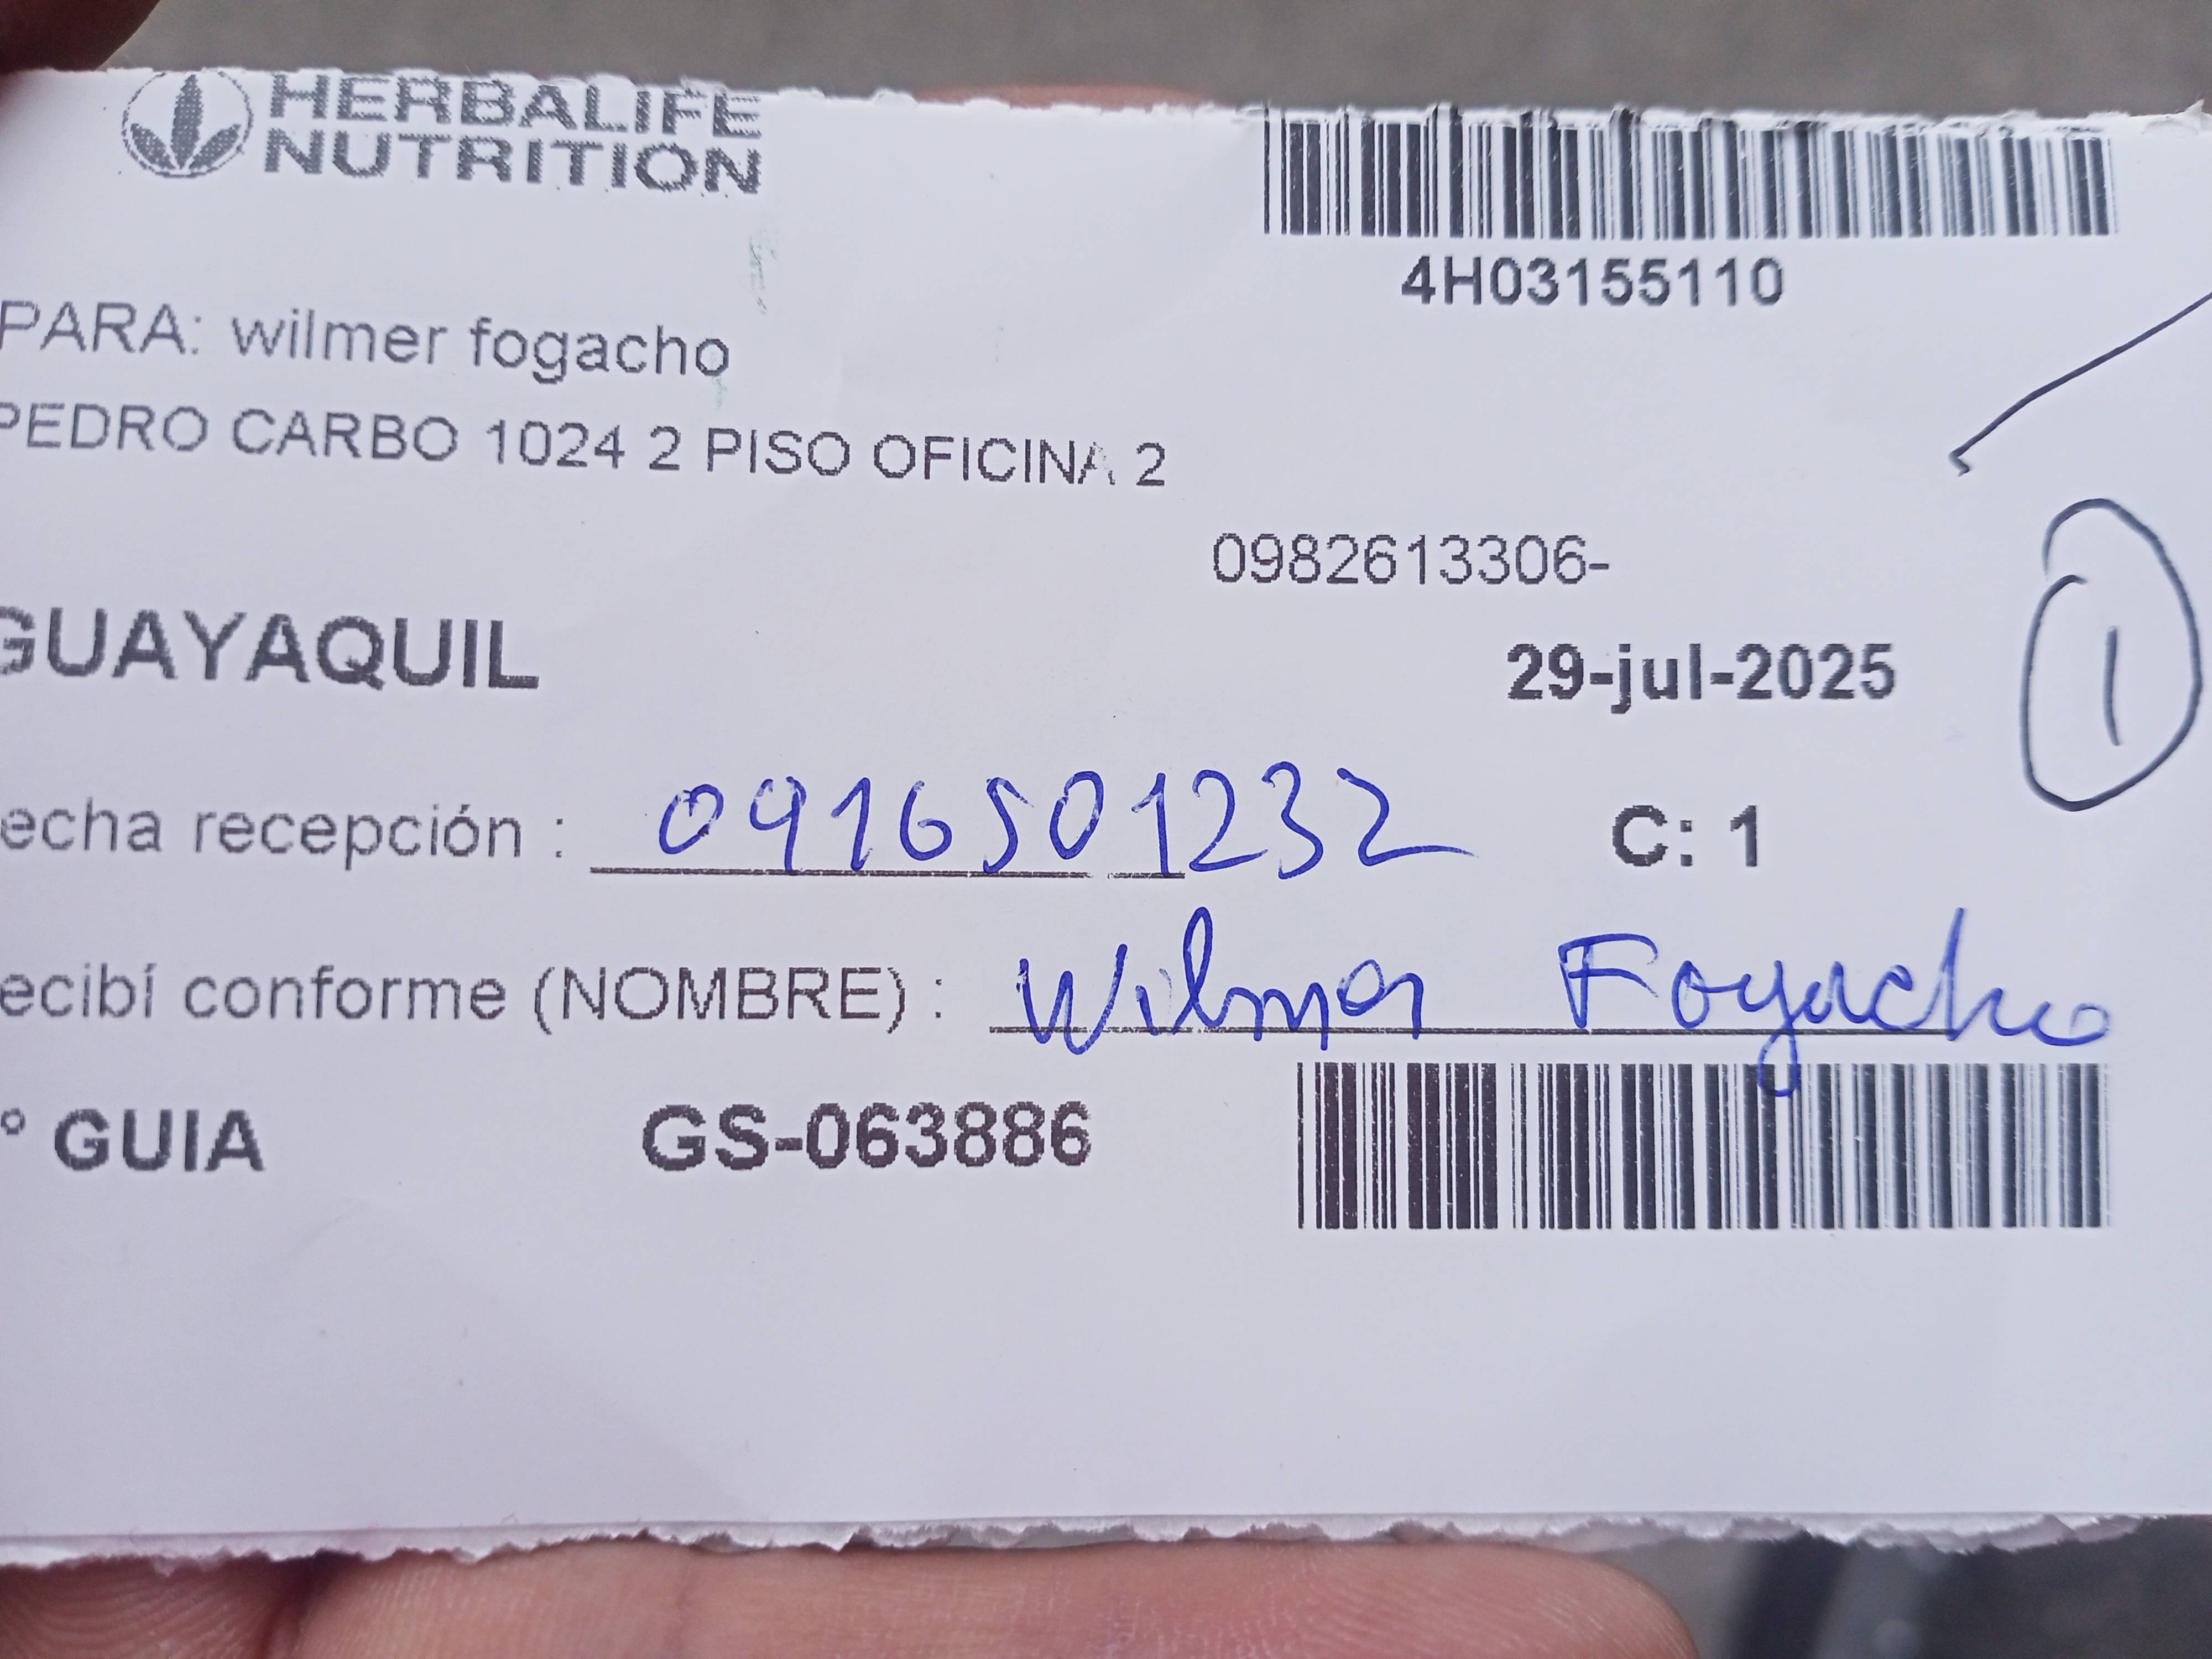 HERBALIFE
NUTRITION
4H03155110
PARA: wilmer fogacho
PEDRO CARBO 1024 2 PISO OFICINA 2
0982613306-
GUAYAQUIL
29-jul-2025
1
echa recepción : 0916501232
C: 1
ecibí conforme (NOMBRE) : Wilmer Fogacho
° GUIA GS-063886